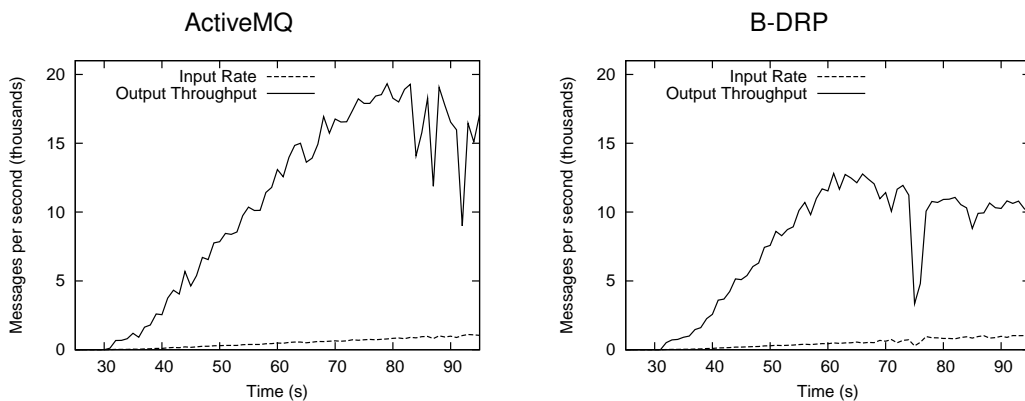 ActiveMQ
Messages per second (thousands)
20
15
10
5
0
Input Rate
Output Throughput
30 40 50 60 70 80 90
Time (s)
B-DRP
Messages per second (thousands)
20
15
10
5
0
Input Rate
Output Throughput
30 40 50 60 70 80 90
Time (s)